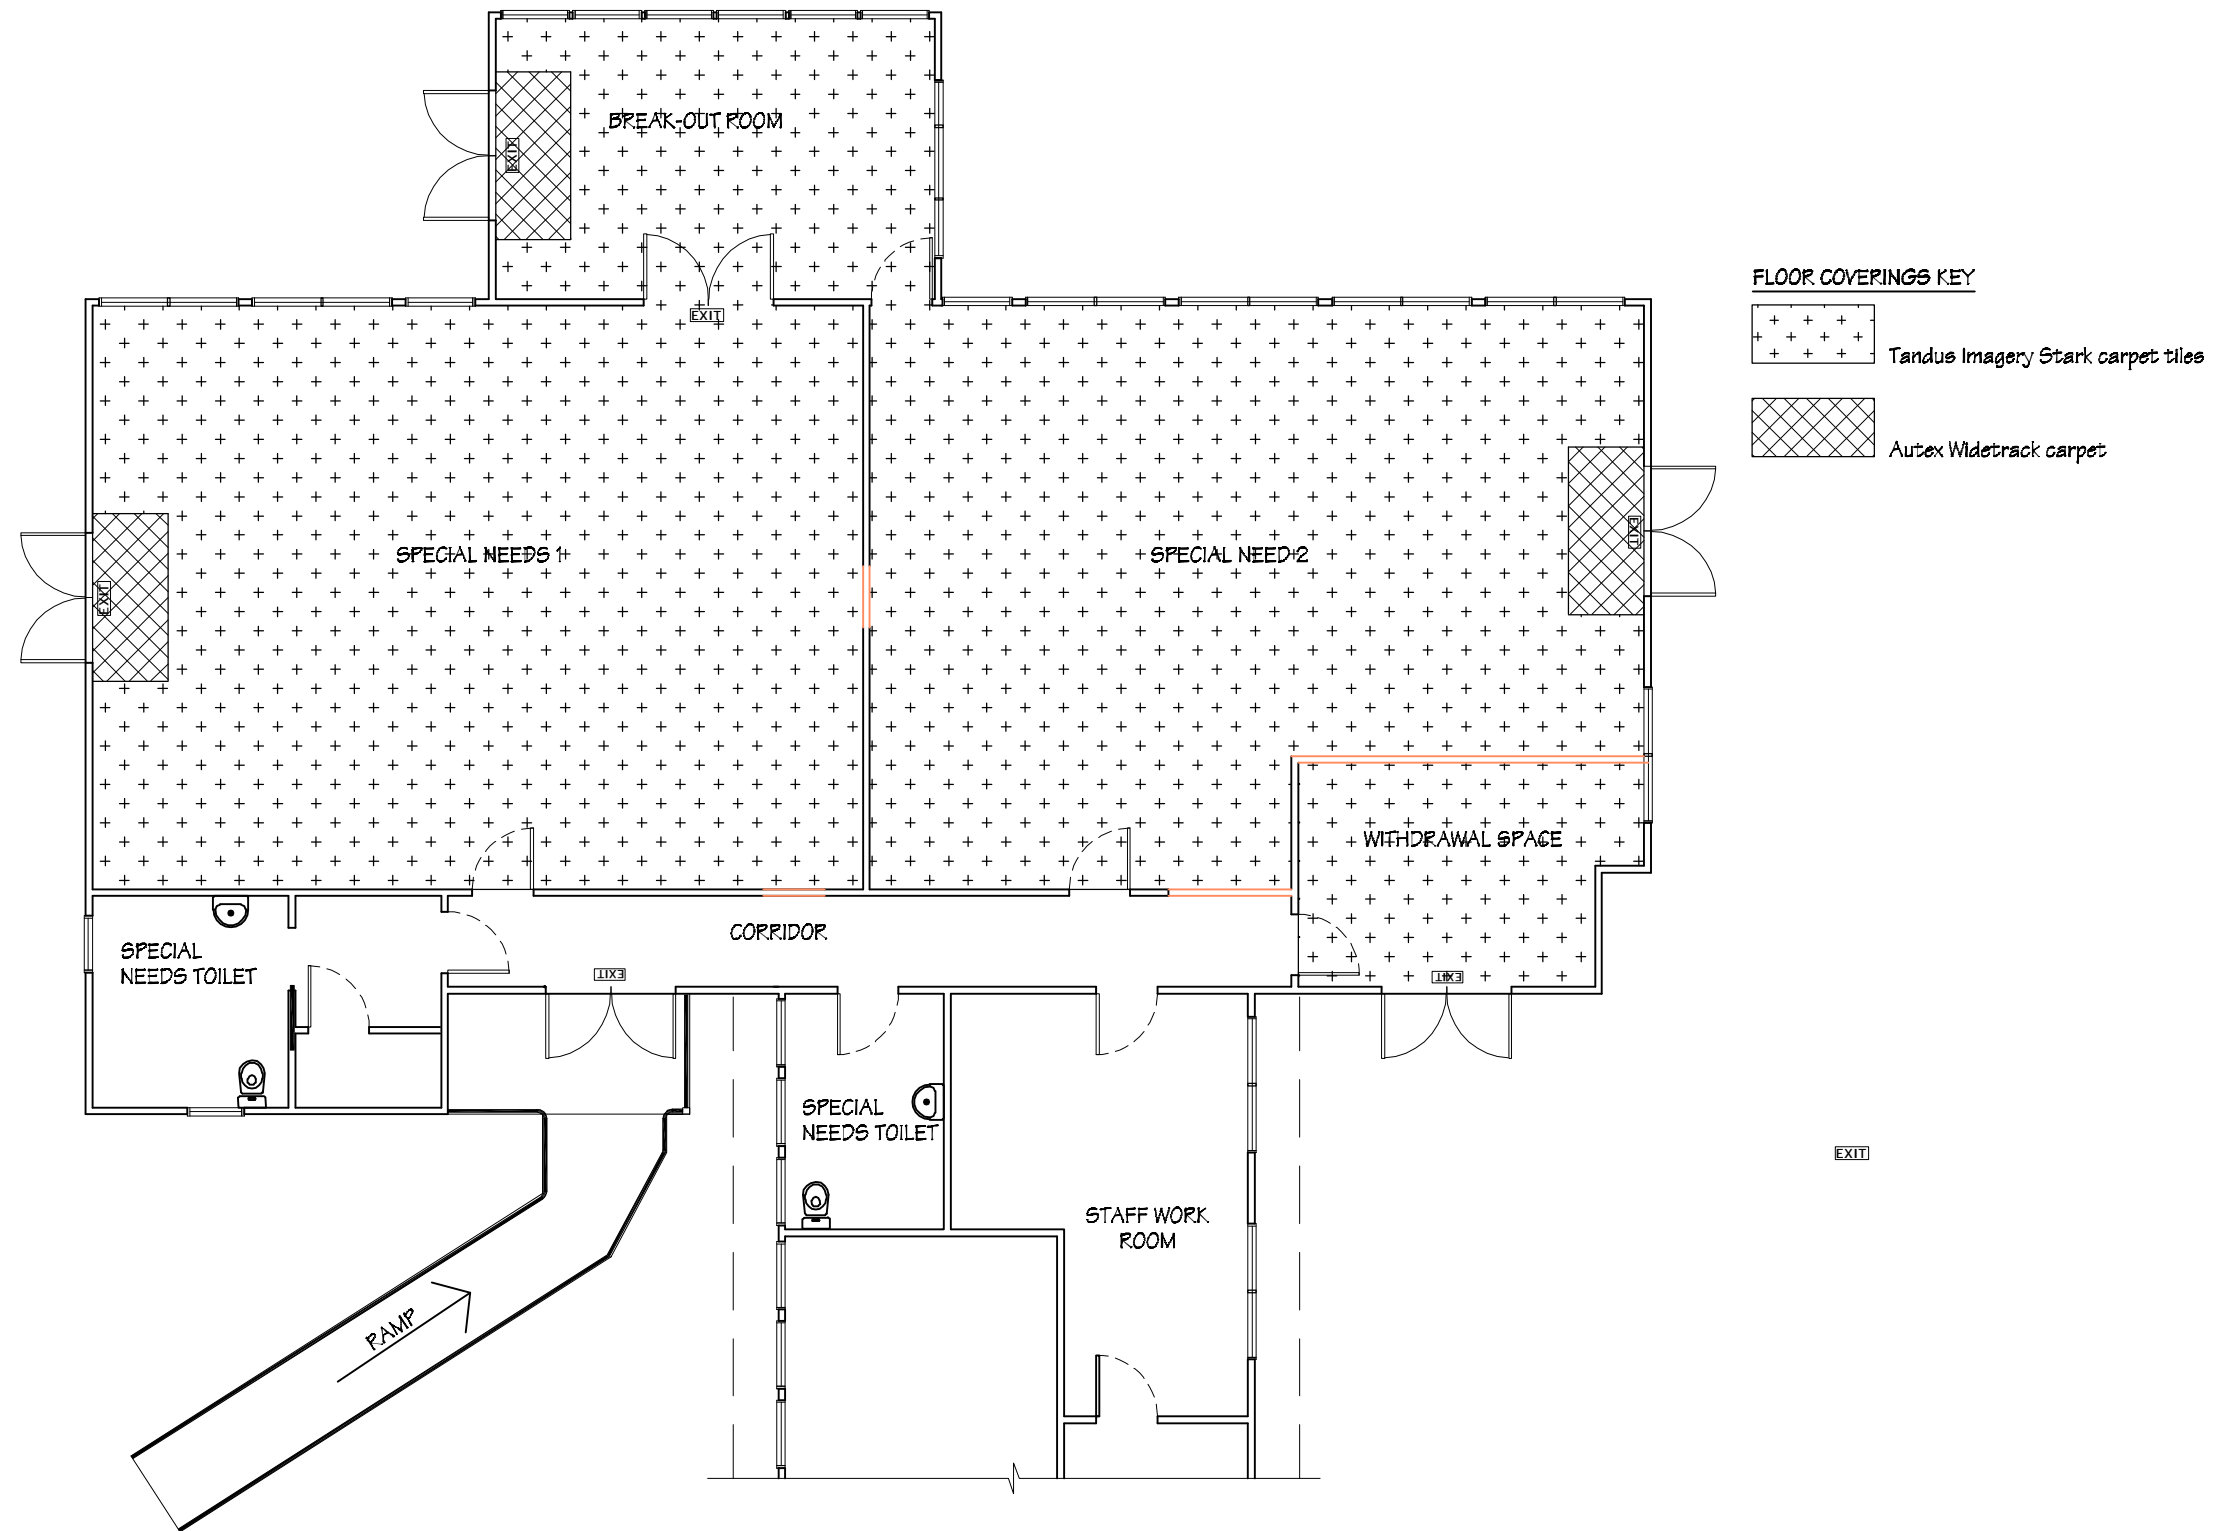 BREAK-OUT ROOM
EXIT
EXIT
FLOOR COVERINGS KEY
Tandus Imagery Stark carpet tiles
Autex Widetrack carpet
SPECIAL NEEDS 1
SPECIAL NEED 2
EXIT
EXIT
WITHDRAWAL SPACE
CORRIDOR
SPECIAL
NEEDS TOILET
EXIT
EXIT
SPECIAL
NEEDS TOILET
EXIT
STAFF WORK
ROOM
RAMP